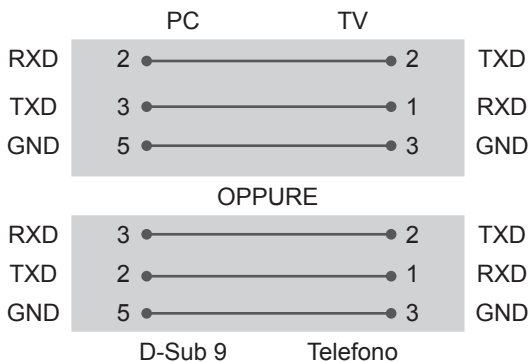 PC TV
RXD 2 2 TXD
TXD 3 1 RXD
GND 5 3 GND
OPPURE
RXD 3 2 TXD
TXD 2 1 RXD
GND 5 3 GND
D-Sub 9 Telefono